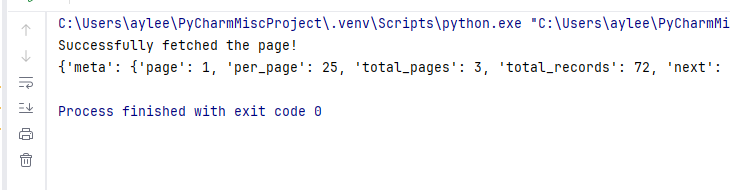 C:\Users\aylee\PyCharmMiscProject\.venv\Scripts\python.exe "C:\Users\aylee\PyCharmMi
Successfully fetched the page!
{'meta': {'page': 1, 'per_page': 25, 'total_pages': 3, 'total_records': 72, 'next':
Process finished with exit code 0